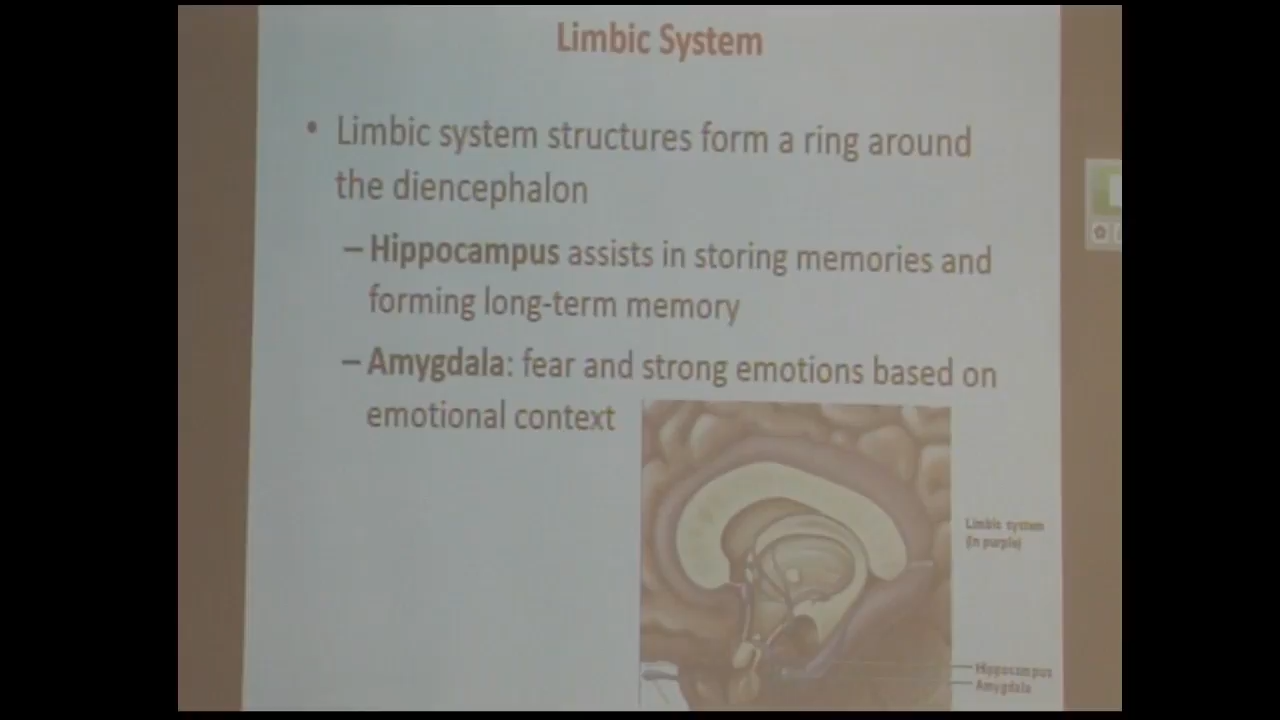 Limbic System
• Limbic system structures form a ring around
the diencephalon
– Hippocampus assists in storing memories and
forming long-term memory
– Amygdala: fear and strong emotions based on
emotional context
Limbic system
(in purple)
Hippocampus
Amygdala